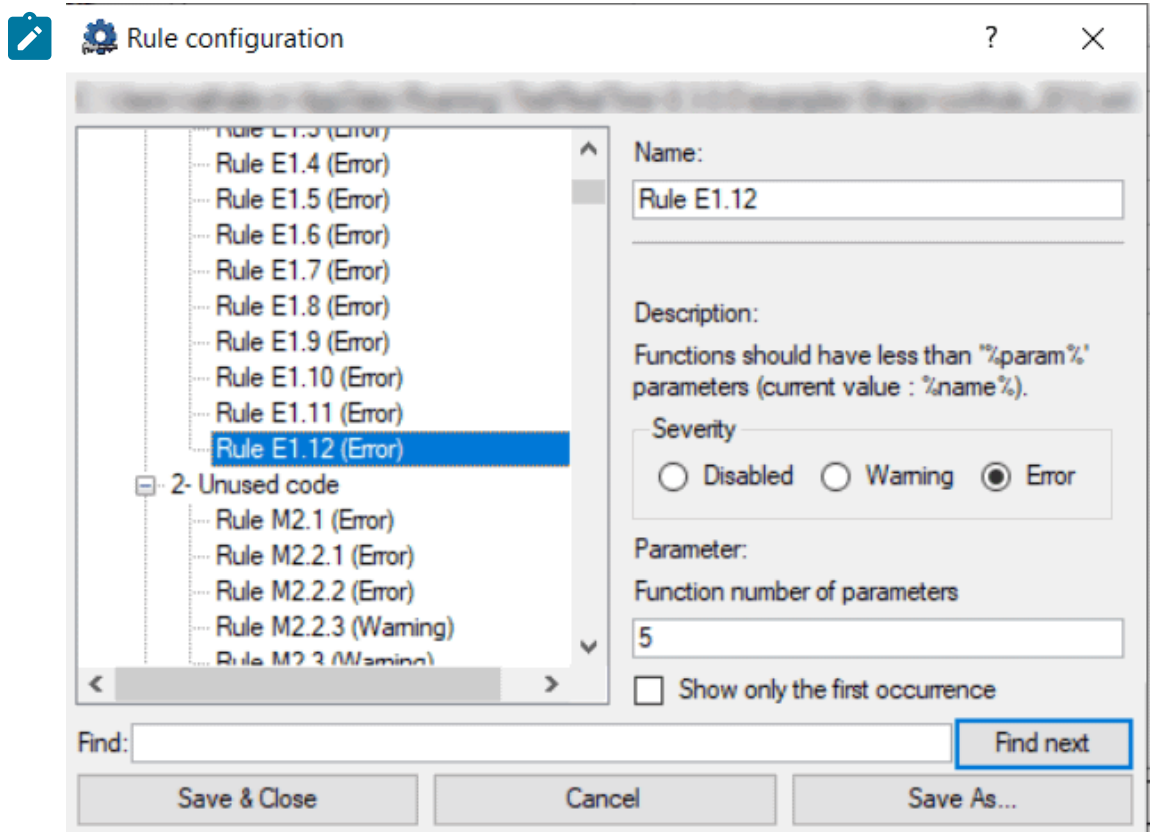 Rule configuration
?
Rule E1.4 (Error)
Rule E1.5 (Error)
Rule E1.6 (Error)
Rule E1.7 (Error)
Rule E1.8 (Error)
Rule E1.9 (Error)
Rule E1.10 (Error)
Rule E1.11 (Error)
Rule E1.12 (Error)
2- Unused code
Rule M2.1 (Error)
Rule M2.2.1 (Error)
Rule M2.2.2 (Error)
Rule M2.2.3 (Warning)
Rule M2.3 (Warning)
Name:
Rule E1.12
Description:
Functions should have less than '%param%'
parameters (current value : %name%).
Severity
Disabled Warning Error
Parameter:
Function number of parameters
5
Show only the first occurrence
Find:
Find next
Save & Close
Cancel
Save As...